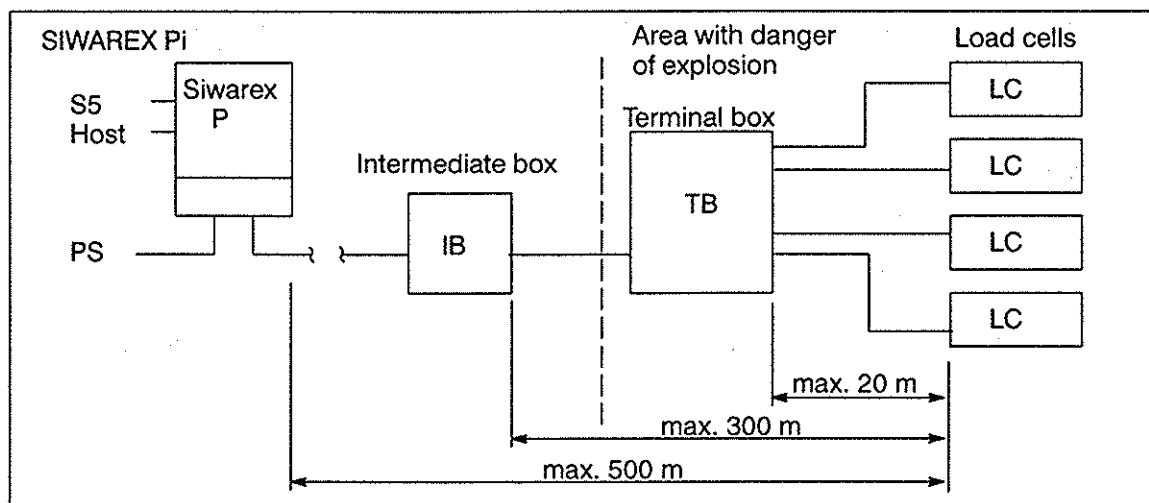 SIWAREX Pi
Area with danger
of explosion
Load cells
Siwarex
P
S5
Host
Terminal box
Intermediate box
LC
LC
LC
LC
TB
IB
PS
max. 20 m
max. 300 m
max. 500 m